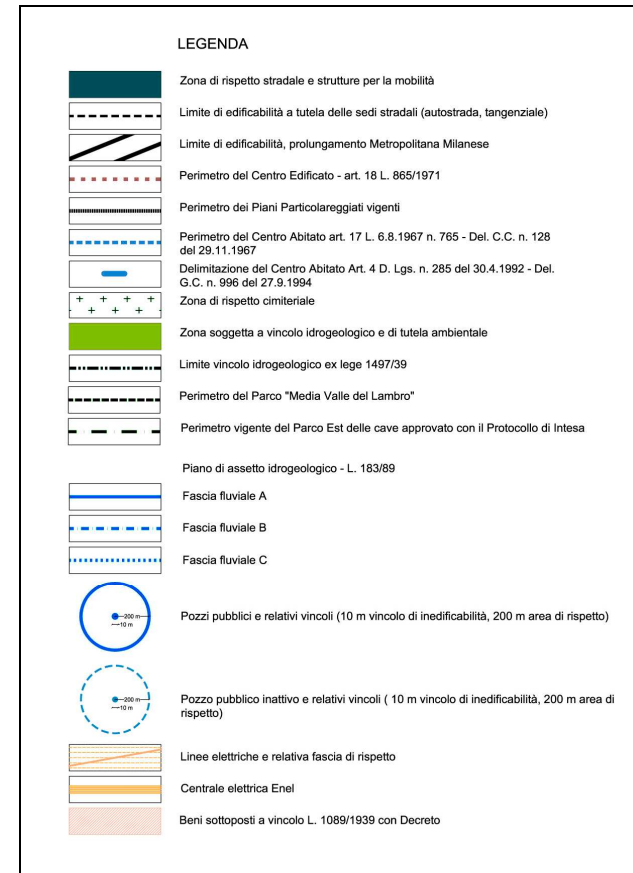 LEGENDA
Zona di rispetto stradale e strutture per la mobilità
Limite di edificabilità a tutela delle sedi stradali (autostrada, tangenziale)
Limite di edificabilità, prolungamento Metropolitana Milanese
Perimetro del Centro Edificato - art. 18 L. 865/1971
Perimetro dei Piani Particolareggiati vigenti
Perimetro del Centro Abitato art. 17 L. 6.8.1967 n. 765 - Del. C.C. n. 128
del 29.11.1967
Delimitazione del Centro Abitato Art. 4 D. Lgs. n. 285 del 30.4.1992 - Del.
G.C. n. 996 del 27.9.1994
Zona di rispetto cimiteriale
Zona soggetta a vincolo idrogeologico e di tutela ambientale
Limite vincolo idrogeologico ex lege 1497/39
Perimetro del Parco "Media Valle del Lambro"
Perimetro vigente del Parco Est delle cave approvato con il Protocollo di Intesa
Piano di assetto idrogeologico - L. 183/89
Fascia fluviale A
Fascia fluviale B
Fascia fluviale C
200 m
10 m
Pozzi pubblici e relativi vincoli (10 m vincolo di inedificabilità, 200 m area di rispetto)
200 m
10 m
Pozzo pubblico inattivo e relativi vincoli ( 10 m vincolo di inedificabilità, 200 m area di
rispetto)
Linee elettriche e relativa fascia di rispetto
Centrale elettrica Enel
Beni sottoposti a vincolo L. 1089/1939 con Decreto